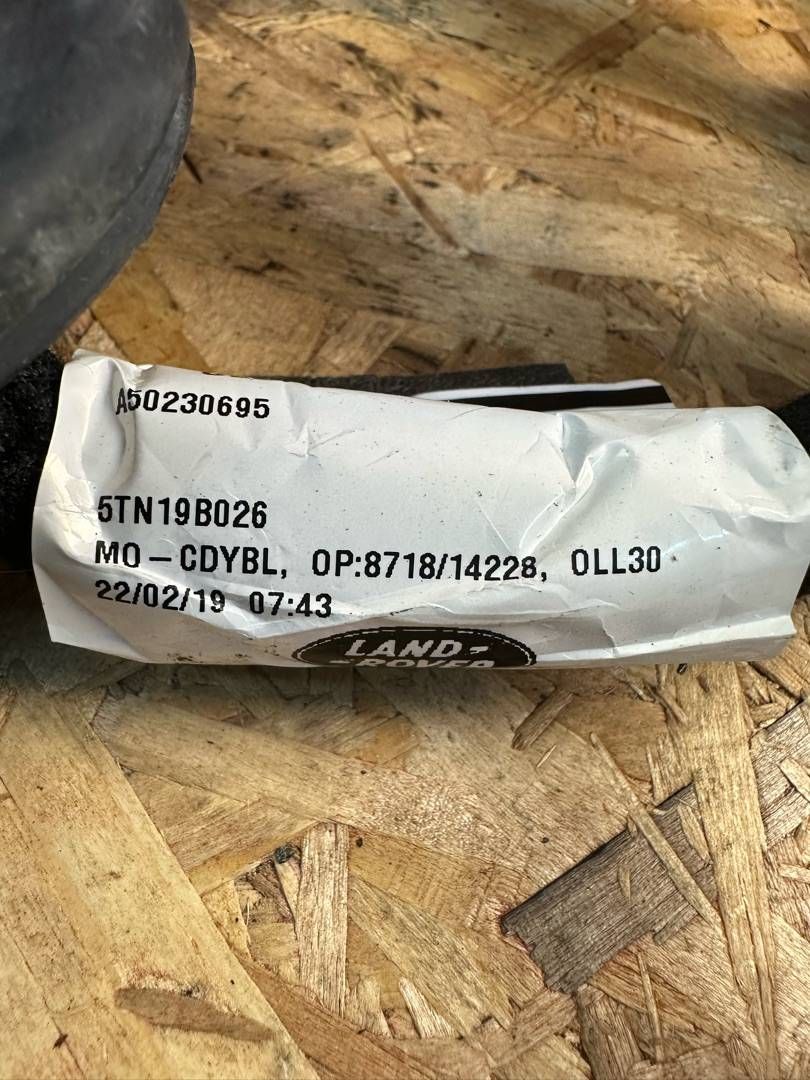 A50230695
5TN19B026
MO-CDYBL, OP:8718/14228, OLL30
22/02/19 07:43
LAND-
-ROVER